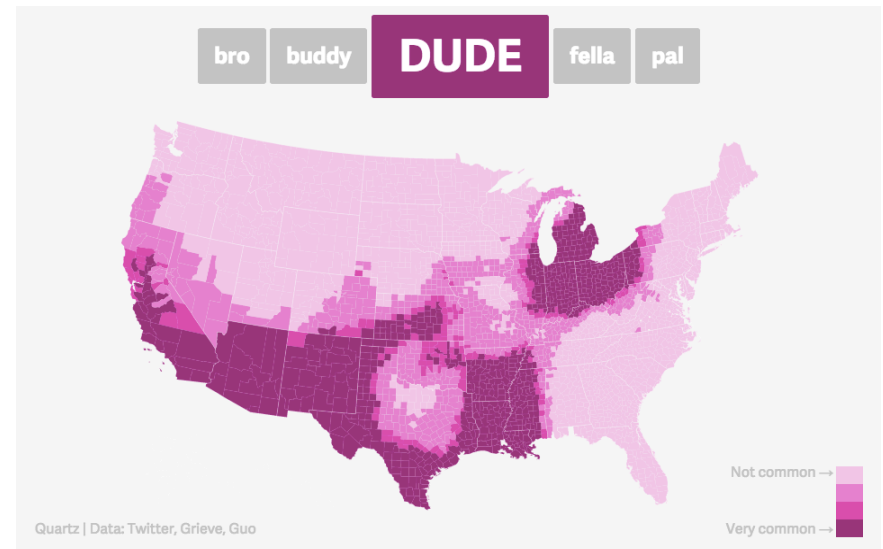 bro buddy DUDE fella pal
Not common →
Very common →
Quartz | Data: Twitter, Grieve, Guo